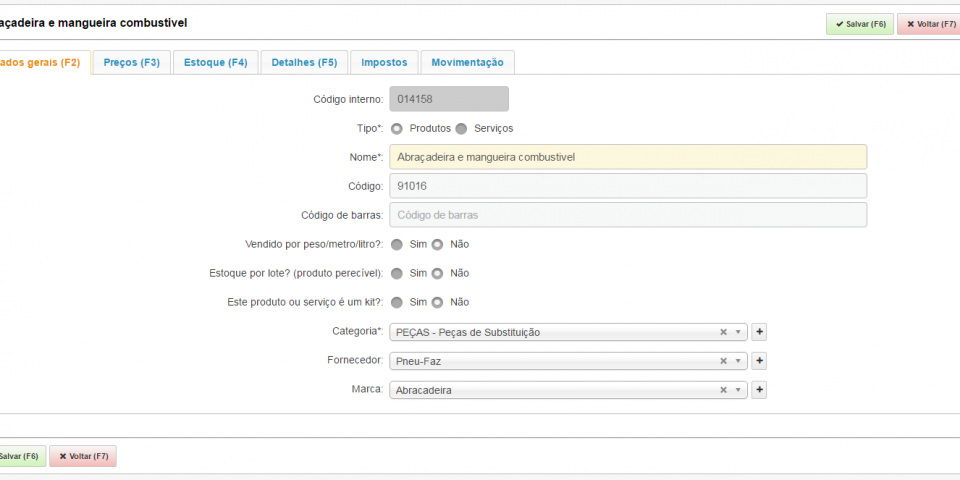 açadeira e mangueira combustivel
Salvar (F6) Voltar (F7)
ados gerais (F2) Preços (F3) Estoque (F4) Detalhes (F5) Impostos Movimentação
Código interno: 014158
Tipo*: Produtos Serviços
Nome*: Abraçadeira e mangueira combustivel
Código: 91016
Código de barras: Código de barras
Vendido por peso/metro/litro?: Sim Não
Estoque por lote? (produto perecível): Sim Não
Este produto ou serviço é um kit?: Sim Não
Categoria*: PEÇAS - Peças de Substituição
Fornecedor: Pneu-Faz
Marca: Abracadeira
Salvar (F6) Voltar (F7)